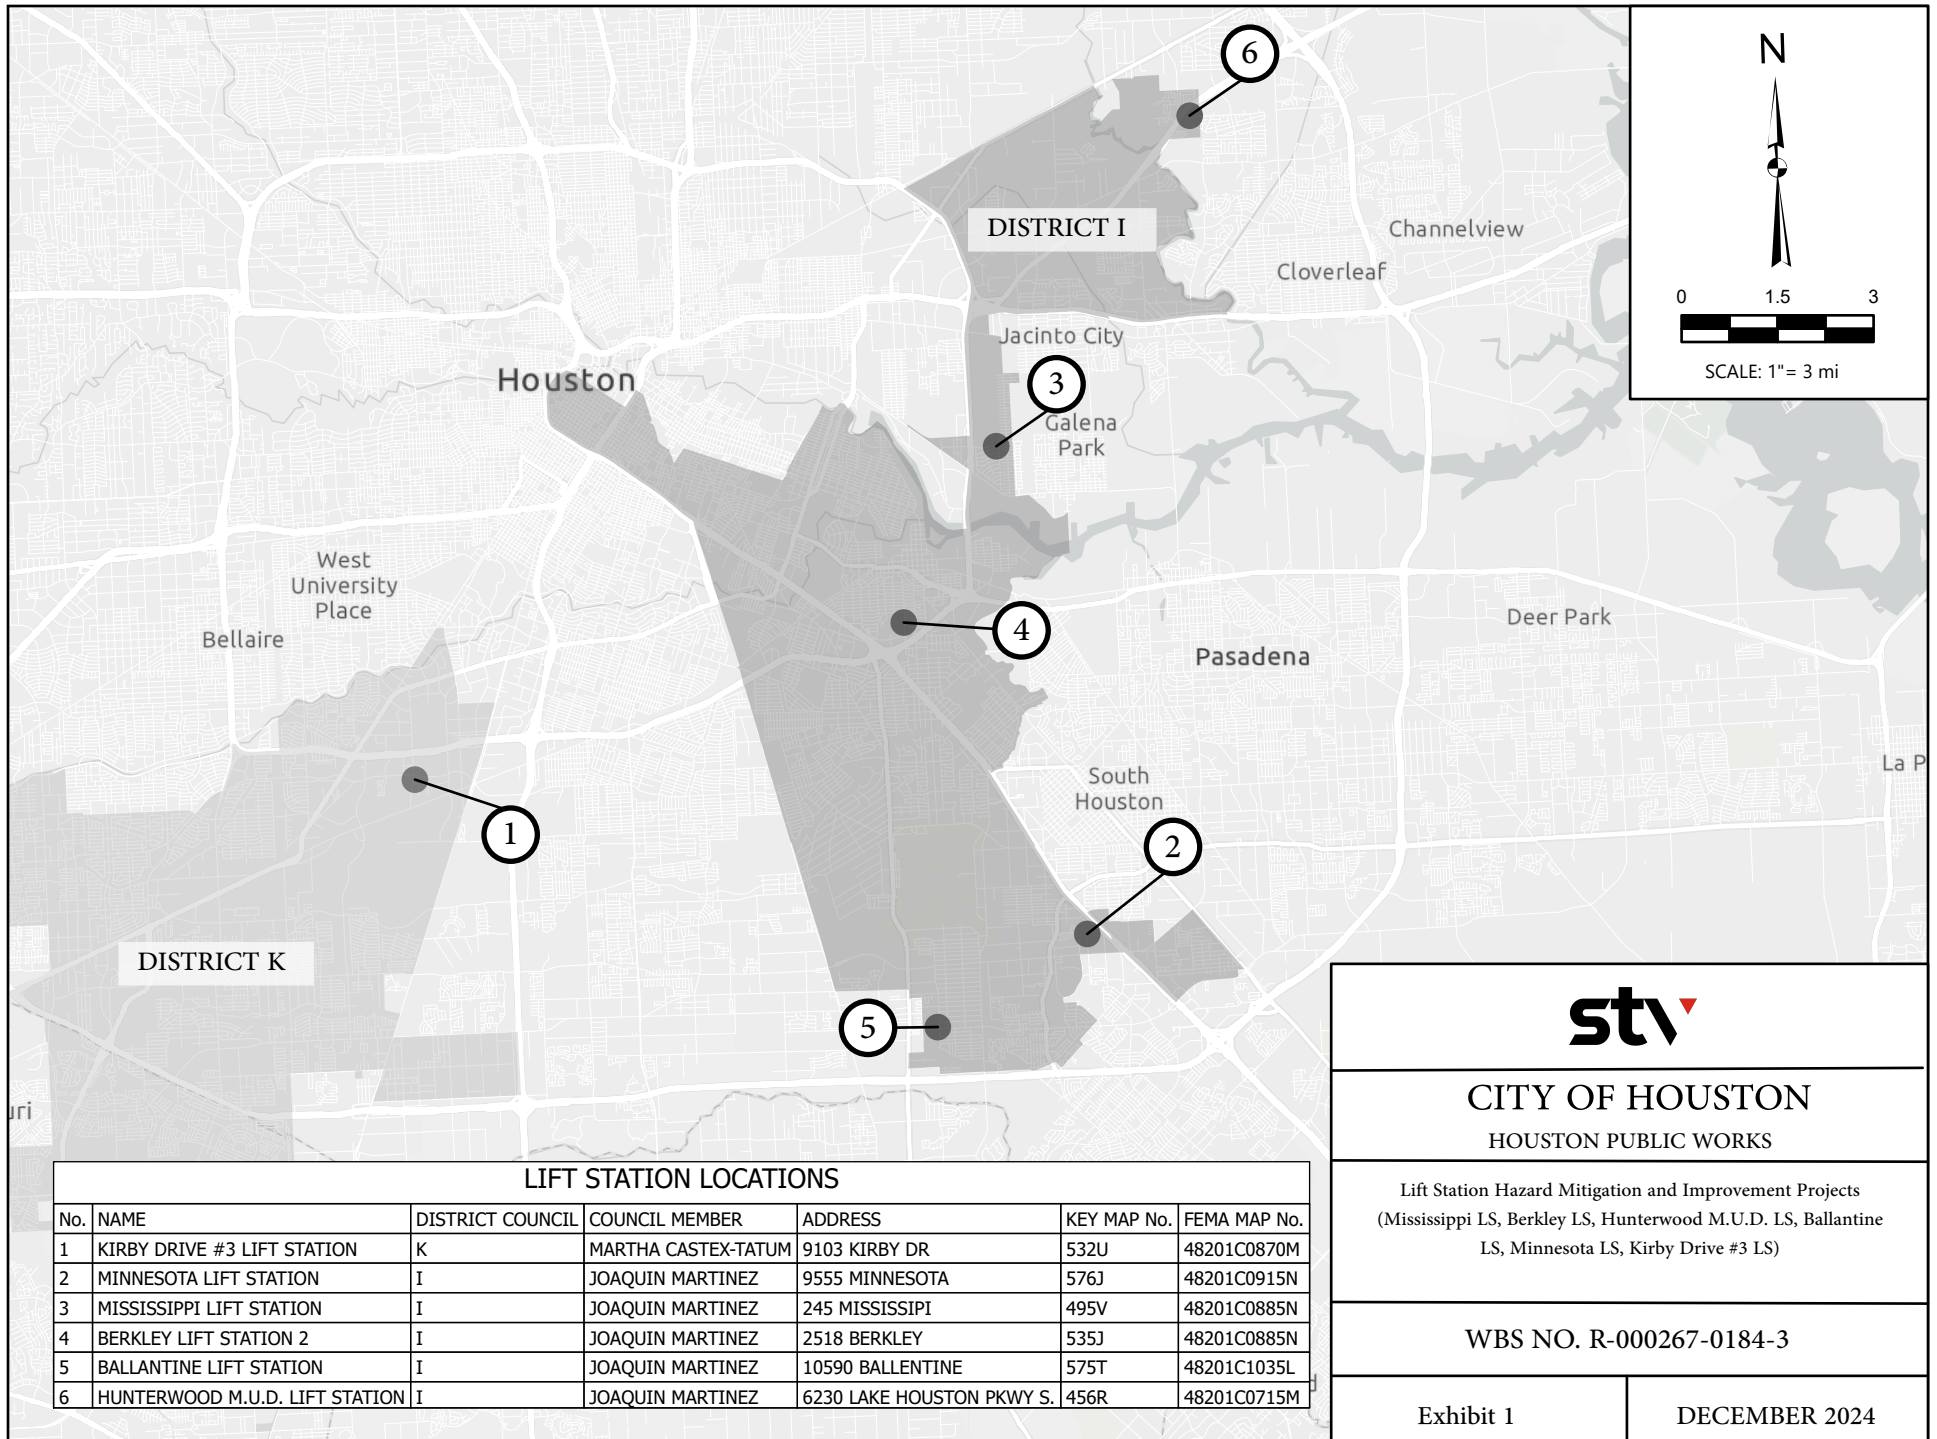 6
N
DISTRICT I
Channelview
Cloverleaf
0 1.5 3
SCALE: 1"= 3 mi
Jacinto City
Houston
3
Galena
Park
West
University
Place
Bellaire
4
Deer Park
Pasadena
South
Houston
La P
1
2
DISTRICT K
5
uri
stv
CITY OF HOUSTON
HOUSTON PUBLIC WORKS
Lift Station Hazard Mitigation and Improvement Projects
(Mississippi LS, Berkley LS, Hunterwood M.U.D. LS, Ballantine
LS, Minnesota LS, Kirby Drive #3 LS)
WBS NO. R-000267-0184-3
Exhibit 1
DECEMBER 2024
LIFT STATION LOCATIONS
No. NAME DISTRICT COUNCIL COUNCIL MEMBER ADDRESS KEY MAP No. FEMA MAP No.
1 KIRBY DRIVE #3 LIFT STATION K MARTHA CASTEX-TATUM 9103 KIRBY DR 532U 48201C0870M
2 MINNESOTA LIFT STATION I JOAQUIN MARTINEZ 9555 MINNESOTA 576J 48201C0915N
3 MISSISSIPPI LIFT STATION I JOAQUIN MARTINEZ 245 MISSISSIPI 495V 48201C0885N
4 BERKLEY LIFT STATION 2 I JOAQUIN MARTINEZ 2518 BERKLEY 535J 48201C0885N
5 BALLANTINE LIFT STATION I JOAQUIN MARTINEZ 10590 BALLENTINE 575T 48201C1035L
6 HUNTERWOOD M.U.D. LIFT STATION I JOAQUIN MARTINEZ 6230 LAKE HOUSTON PKWY S. 456R 48201C0715M